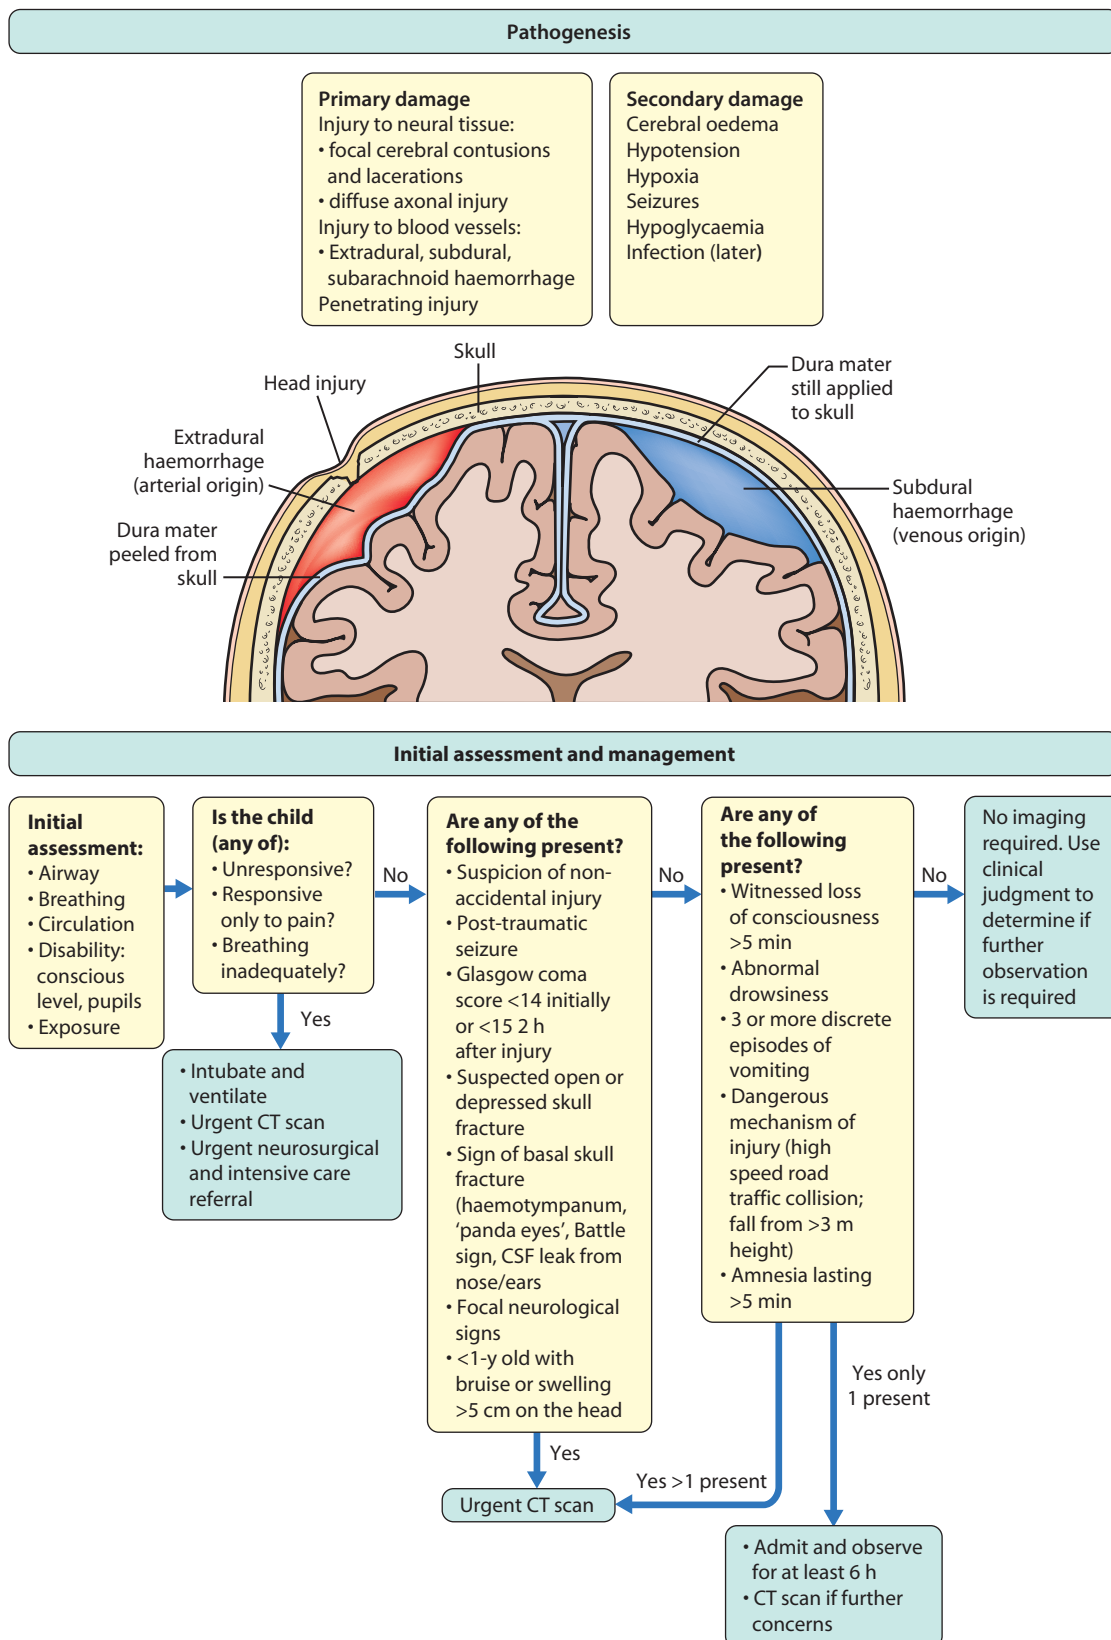 Pathogenesis
Primary damage
Injury to neural tissue:
• focal cerebral contusions
and lacerations
• diffuse axonal injury
Injury to blood vessels:
• Extradural, subdural,
subarachnoid haemorrhage
Penetrating injury
Secondary damage
Cerebral oedema
Hypotension
Hypoxia
Seizures
Hypoglycaemia
Infection (later)
Skull
Head injury
Extradural
haemorrhage
(arterial origin)
Dura mater
peeled from
skull
Dura mater
still applied
to skull
Subdural
haemorrhage
(venous origin)
Initial assessment and management
Initial
assessment:
• Airway
• Breathing
• Circulation
• Disability:
conscious
level, pupils
• Exposure
Is the child
(any of):
• Unresponsive?
• Responsive
only to pain?
• Breathing
inadequately?
No
Yes
• Intubate and
ventilate
• Urgent CT scan
• Urgent neurosurgical
and intensive care
referral
Are any of the
following present?
• Suspicion of non-
accidental injury
• Post-traumatic
seizure
• Glasgow coma
score <14 initially
or <15 2 h
after injury
• Suspected open or
depressed skull
fracture
• Sign of basal skull
fracture
(haemotympanum,
‘panda eyes’, Battle
sign, CSF leak from
nose/ears
• Focal neurological
signs
• <1-y old with
bruise or swelling
>5 cm on the head
No
Yes
Urgent CT scan
Are any of
the following
present?
• Witnessed loss
of consciousness
>5 min
• Abnormal
drowsiness
• 3 or more discrete
episodes of
vomiting
• Dangerous
mechanism of
injury (high
speed road
traffic collision;
fall from >3 m
height)
• Amnesia lasting
>5 min
No
Yes >1 present
Yes only
1 present
• Admit and observe
for at least 6 h
• CT scan if further
concerns
No imaging
required. Use
clinical
judgment to
determine if
further
observation
is required